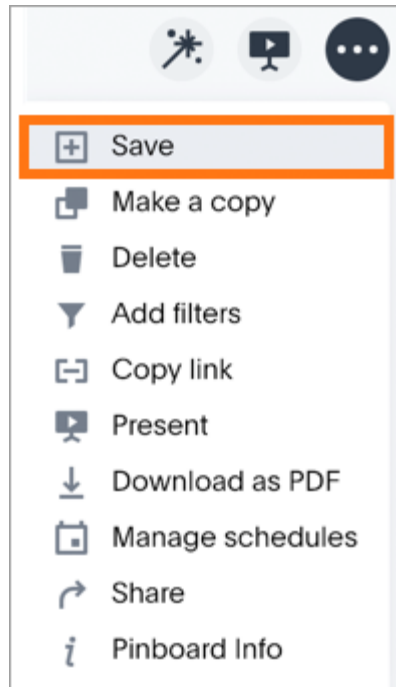 Save
Make a copy
Delete
Add filters
Copy link
Present
Download as PDF
Manage schedules
Share
Pinboard Info